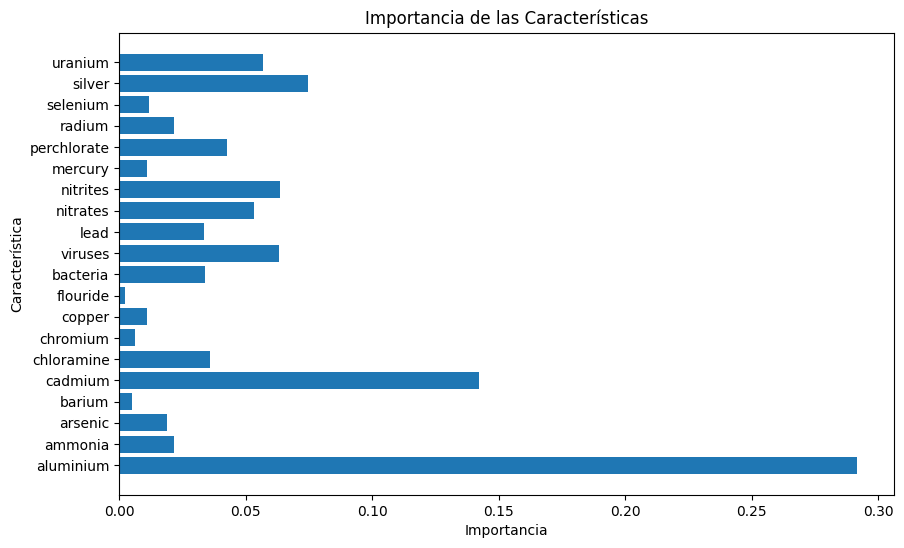 Importancia de las Características
Característica
uranium
silver
selenium
radium
perchlorate
mercury
nitrites
nitrates
lead
viruses
bacteria
flouride
copper
chromium
chloramine
cadmium
barium
arsenic
ammonia
aluminium
0.00 0.05 0.10 0.15 0.20 0.25 0.30
Importancia